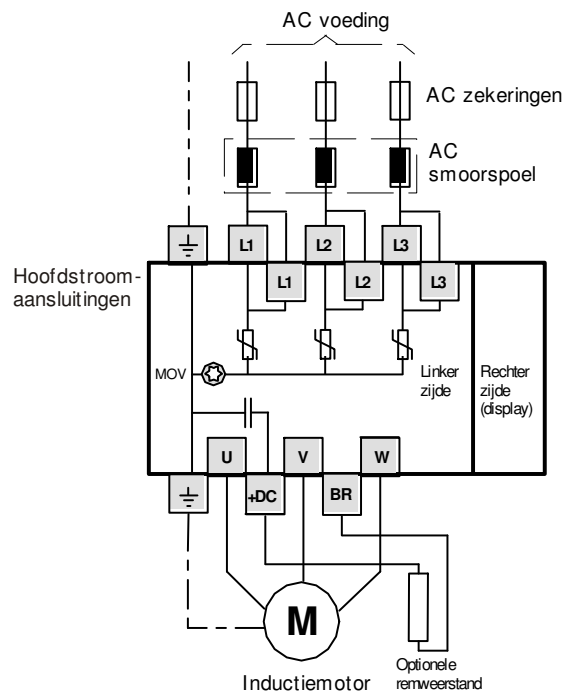 AC voeding
AC zekeringen
AC
smoorspoel
L1
L2
L3
Hoofdstroom-
aansluitingen
L1
L2
L3
MOV
Linker
zijde
Rechter
zijde
(display)
U
V
W
+DC
BR
M
Inductiemotor
Optionele
remweerstand